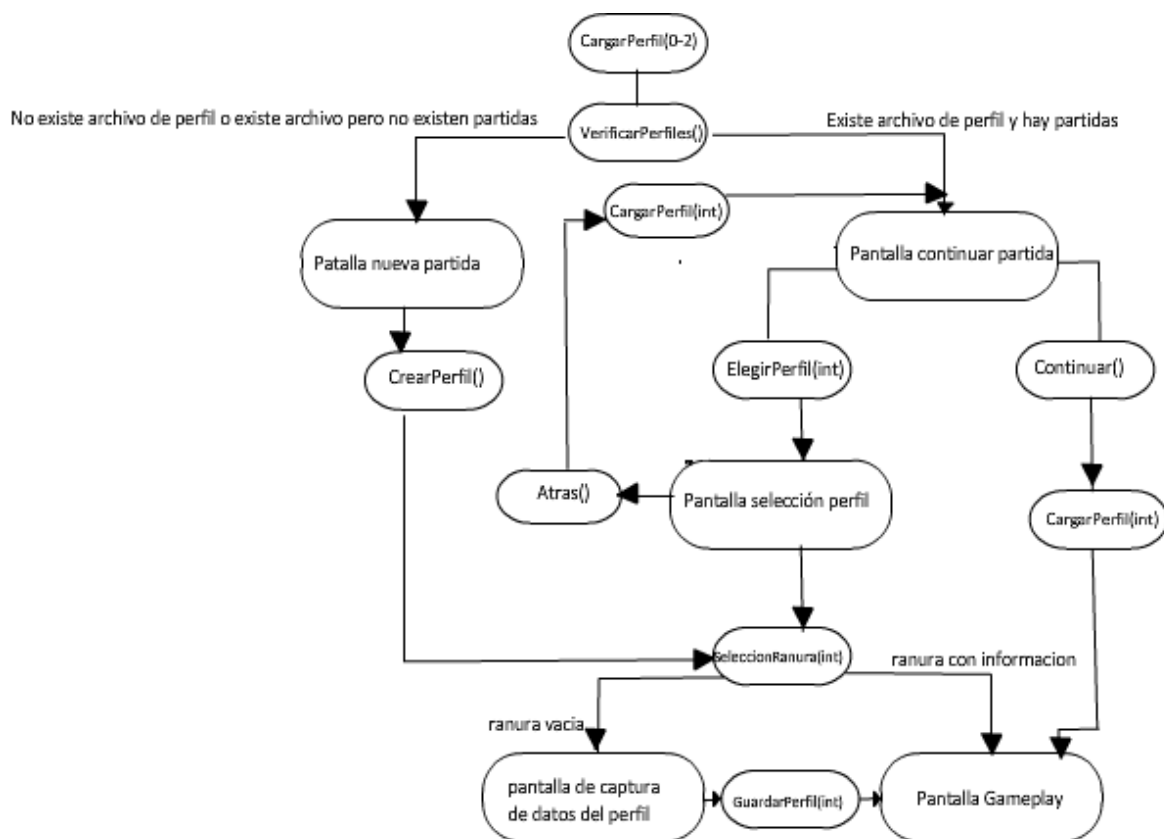 CargarPerfil(0-2)
No existe archivo de perfil o existe archivo pero no existen partidas
VerificarPerfiles()
Existe archivo de perfil y hay partidas
CargarPerfil(int)
Patalla nueva partida
Pantalla continuar partida
CrearPerfil()
ElegirPerfil(int)
Continuar()
Atras()
Pantalla selección perfil
CargarPerfil(int)
SeleccionRanura(int)
ranura con informacion
ranura vacia
pantalla de captura
de datos del perfil
GuardarPerfil(int)
Pantalla Gameplay